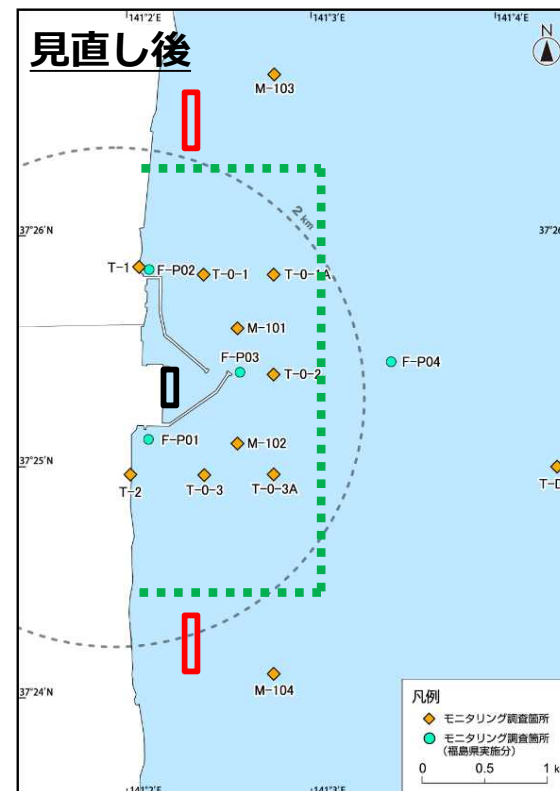 見直し後
141°2'E
141°3'E
141°4'E
N
M-103
2 km
37°26'N
37°26
T-1
F-P02
T-0-1
T-0-1A
M-101
F-P03
T-0-2
F-P04
F-P01
M-102
37°25'N
T-2
T-0-3
T-0-3A
T-D
37°24'N
M-104
凡例
モニタリング調査箇所
モニタリング調査箇所
(福島県実施分)
0 0.5 1 k
141°2'E
141°3'E